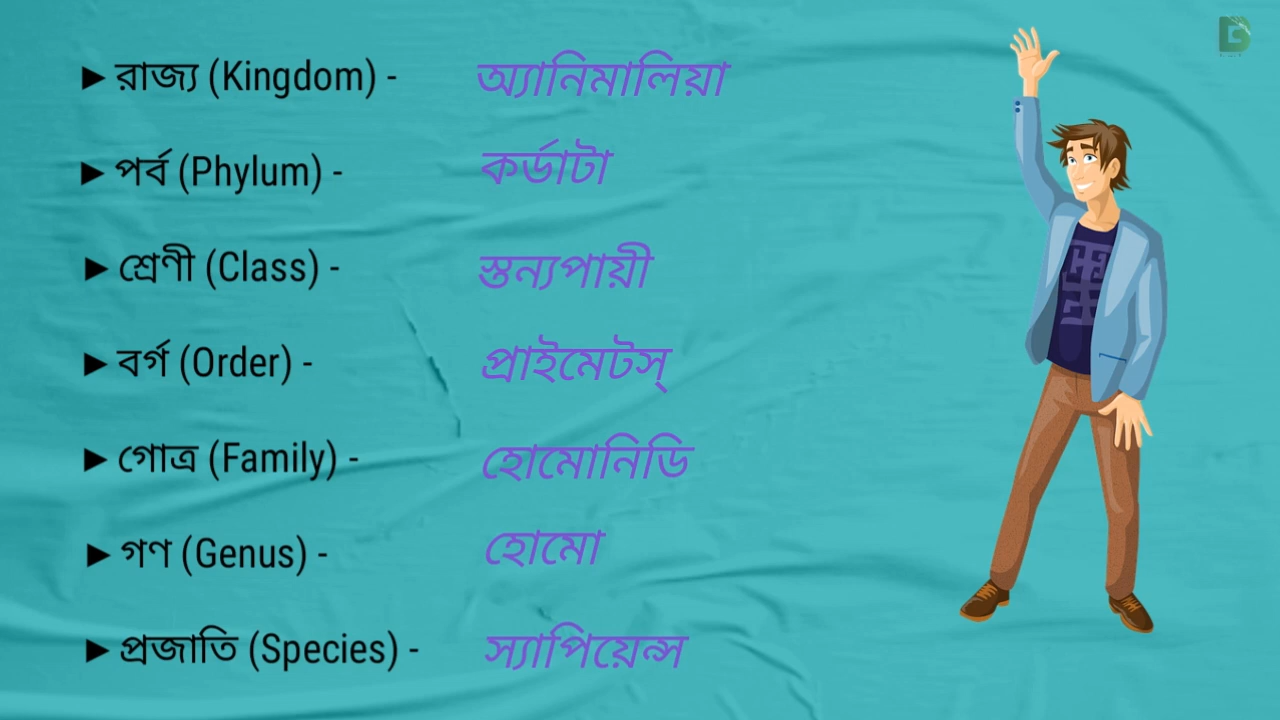 ► রাজ্য (Kingdom) - অ্যানিমালিয়া
► পর্ব (Phylum) - কর্ডাটা
► শ্রেণী (Class) - স্তন্যপায়ী
► বর্গ (Order) - প্রাইমেটস্
► গোত্র (Family) - হোমোনিডি
► গণ (Genus) - হোমো
► প্রজাতি (Species) - স্যাপিয়েন্স